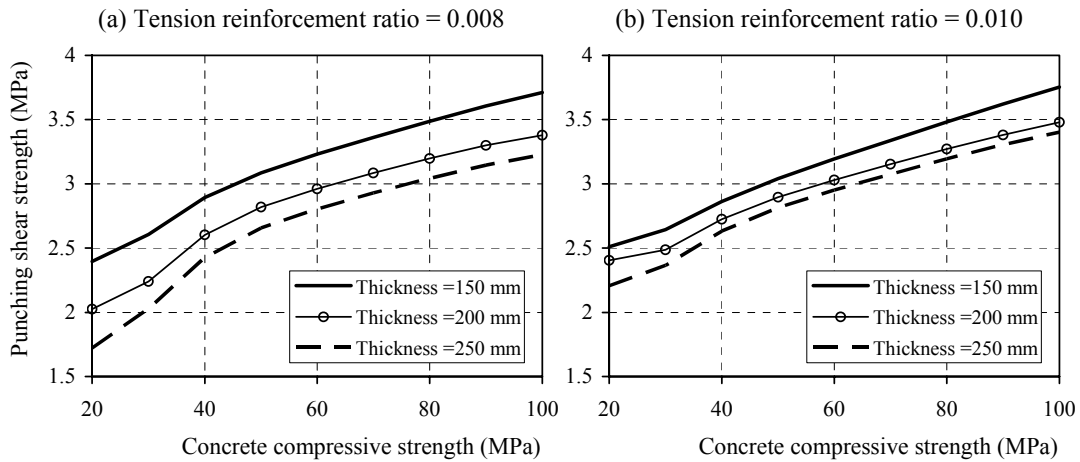 (a) Tension reinforcement ratio = 0.008
(b) Tension reinforcement ratio = 0.010
Punching shear strength (MPa)
4
3.5
3
2.5
2
1.5
20
40
60
80
100
Thickness =150 mm
Thickness =200 mm
Thickness =250 mm
Concrete compressive strength (MPa)
4
3.5
3
2.5
2
1.5
20
40
60
80
100
Thickness =150 mm
Thickness =200 mm
Thickness =250 mm
Concrete compressive strength (MPa)